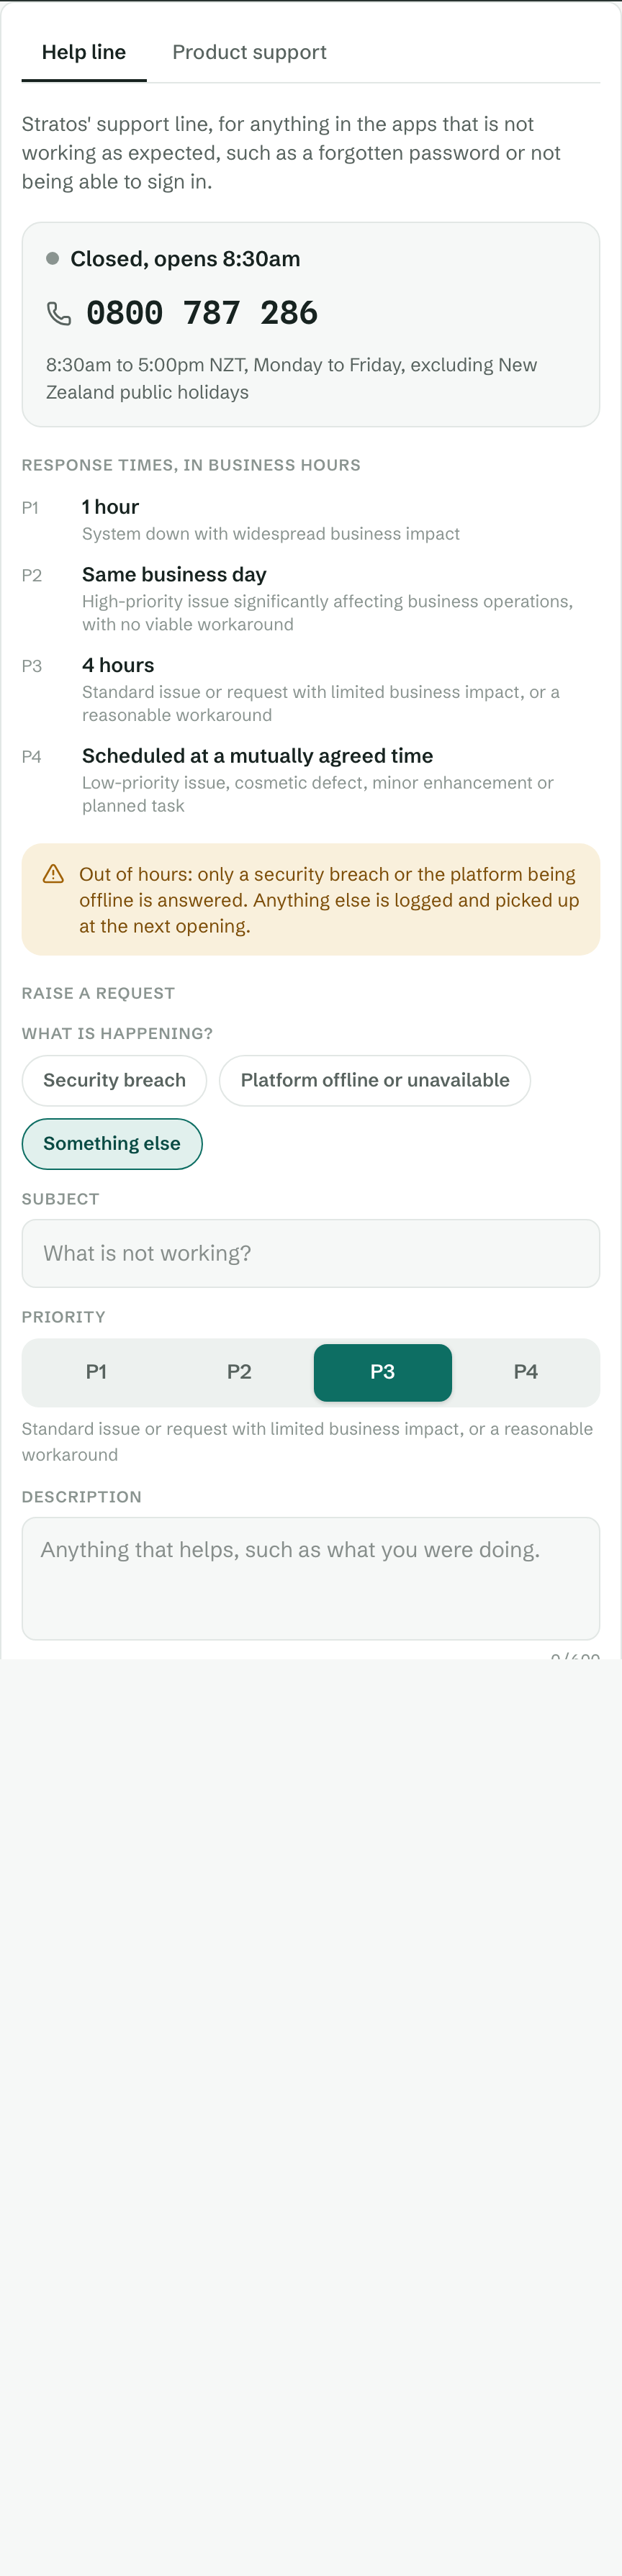 Help line
Product support
Stratos' support line, for anything in the apps that is not
working as expected, such as a forgotten password or not
being able to sign in.
Closed, opens 8:30am
0800 787 286
8:30am to 5:00pm NZT, Monday to Friday, excluding New
Zealand public holidays
RESPONSE TIMES, IN BUSINESS HOURS
P1 1 hour
System down with widespread business impact
P2 Same business day
High-priority issue significantly affecting business operations,
with no viable workaround
P3 4 hours
Standard issue or request with limited business impact, or a
reasonable workaround
P4 Scheduled at a mutually agreed time
Low-priority issue, cosmetic defect, minor enhancement or
planned task
Out of hours: only a security breach or the platform being
offline is answered. Anything else is logged and picked up
at the next opening.
RAISE A REQUEST
WHAT IS HAPPENING?
Security breach
Platform offline or unavailable
Something else
SUBJECT
What is not working?
PRIORITY
P1 P2 P3 P4
Standard issue or request with limited business impact, or a reasonable
workaround
DESCRIPTION
Anything that helps, such as what you were doing.